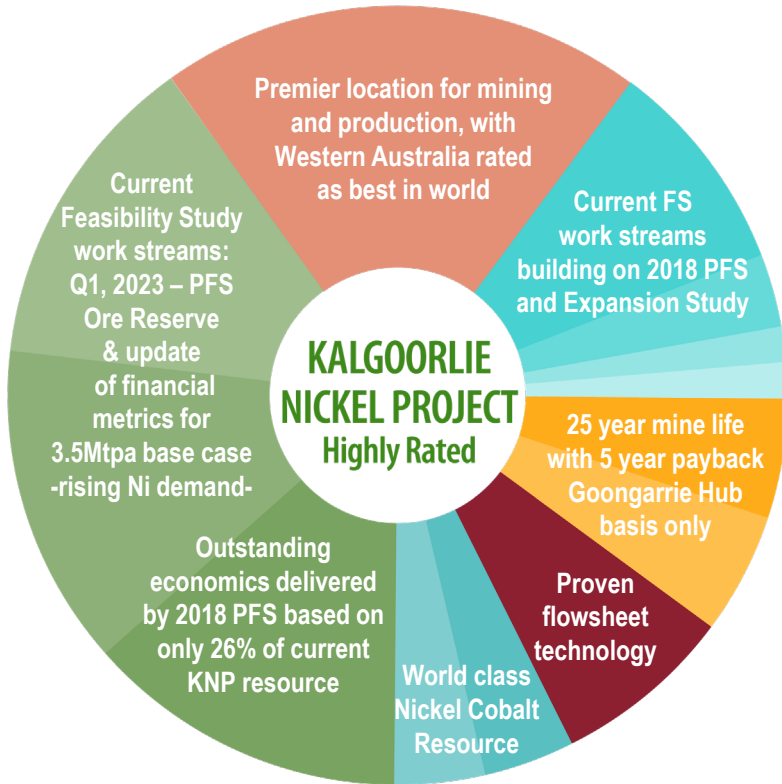 Premier location for mining
and production, with
Western Australia rated
as best in world
Current FS
work streams
building on 2018 PFS
and Expansion Study
25 year mine life
with 5 year payback
Goongarrie Hub
basis only
Proven
flowsheet
technology
World class
Nickel Cobalt
Resource
Outstanding
economics delivered
by 2018 PFS based on
only 26% of current
KNP resource
Current
Feasibility Study
work streams:
Q1, 2023 – PFS
Ore Reserve
& update
of financial
metrics for
3.5Mtpa base case
-rising Ni demand-
KALGOORLIE
NICKEL PROJECT
Highly Rated